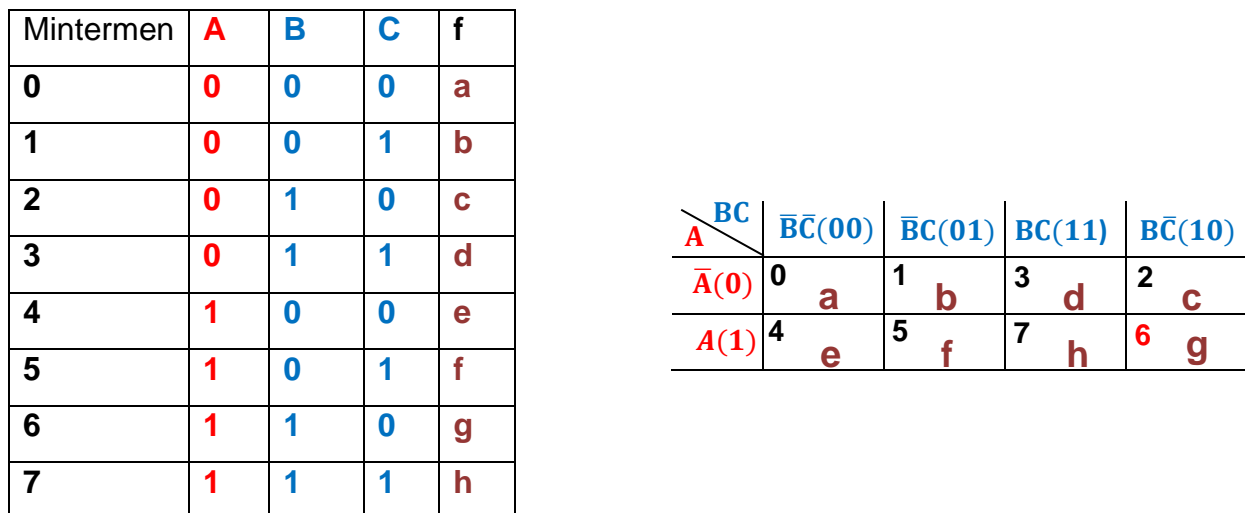 Mintermen A B C f
0 0 0 0 a
1 0 0 1 b
2 0 1 0 c
3 0 1 1 d
4 1 0 0 e
5 1 0 1 f
6 1 1 0 g
7 1 1 1 h
BC
A B̅C̅(00) B̅C(01) BC(11) BC̅(10)
A̅(0) 0 a 1 b 3 d 2 c
A(1) 4 e 5 f 7 h 6 g